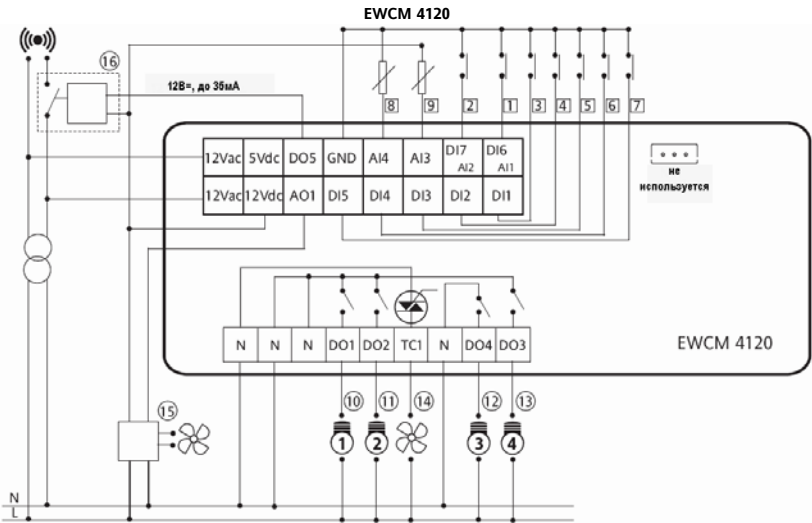 EWCM 4120
16
12В=, до 35мА
8 9 2 1 3 4 5 6 7
12Vac 5Vdc DO5 GND AI4 AI3 DI7 AI2 DI6 AI1
12Vac 12Vdc AO1 DI5 DI4 DI3 DI2 DI1
не
используется
N N N DO1 DO2 TC1 N DO4 DO3
EWCM 4120
15 10 11 14 12 13
1 2 3 4
N
L